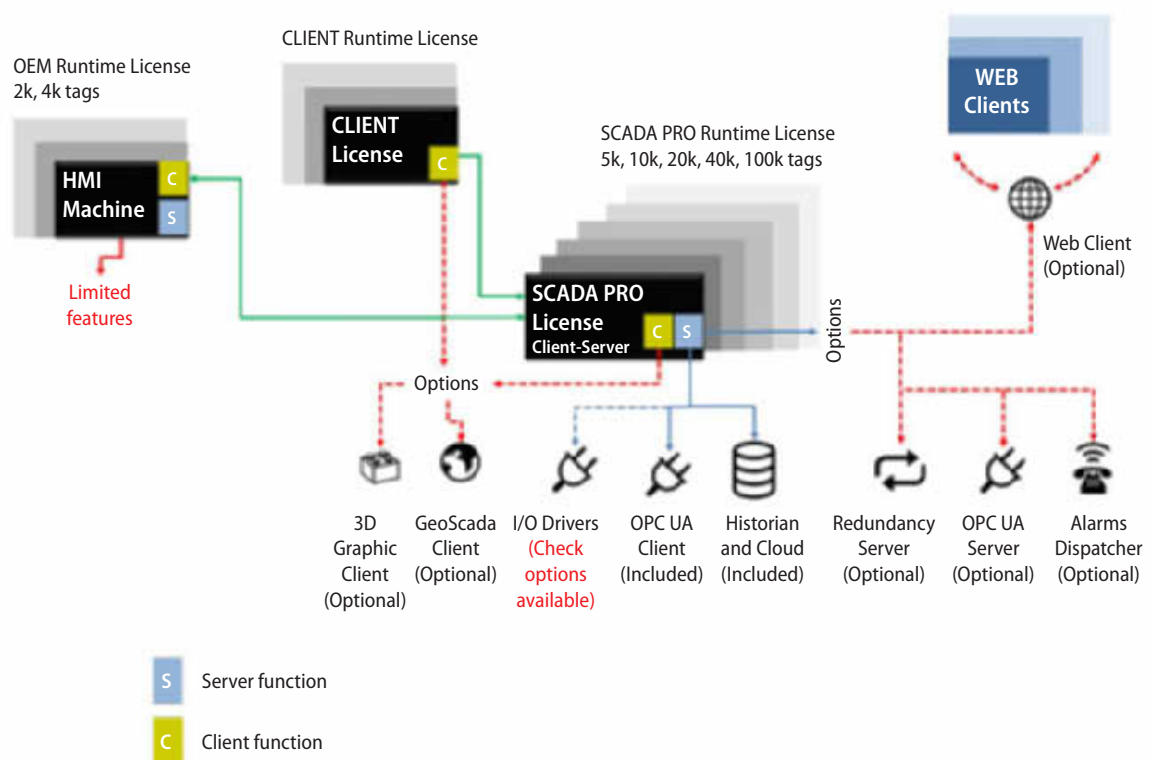 OEM Runtime License
2k, 4k tags
HMI
Machine
C
S
Limited
features
CLIENT Runtime License
CLIENT
License
C
SCADA PRO Runtime License
5k, 10k, 20k, 40k, 100k tags
SCADA PRO
License
Client-Server
C
S
WEB
Clients
Web Client
(Optional)
Options
Options
3D
Graphic
Client
(Optional)
GeoScada
Client
(Optional)
I/O Drivers
(Check
options
available)
OPC UA
Client
(Included)
Historian
and Cloud
(Included)
Redundancy
Server
(Optional)
OPC UA
Server
(Optional)
Alarms
Dispatcher
(Optional)
S
Server function
C
Client function